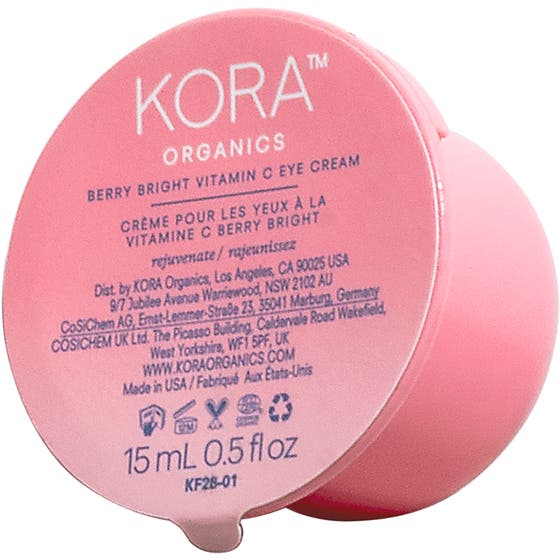 KORA™
ORGANICS
BERRY BRIGHT VITAMIN C EYE CREAM
CRÈME POUR LES YEUX À LA
VITAMINE C BERRY BRIGHT
rejuvenate/ rajeunissez
Dist. by KORA Organics, Los Angeles, CA 90025 USA
9/7 Jubilee Avenue Warriewood, NSW 2102 AU
CoSiChem AG, Ernst-Lemmer-Straße 23, 35041 Marburg, Germany
COSICHEM UK Ltd. The Picasso Building, Caldervale Road Wakefield,
West Yorkshire, WF1 5PF, UK
WWW.KORAORGANICS.COM
Made in USA / Fabriqué Aux États-Unis
12M
15 mL 0.5 fl oz
KF28-01